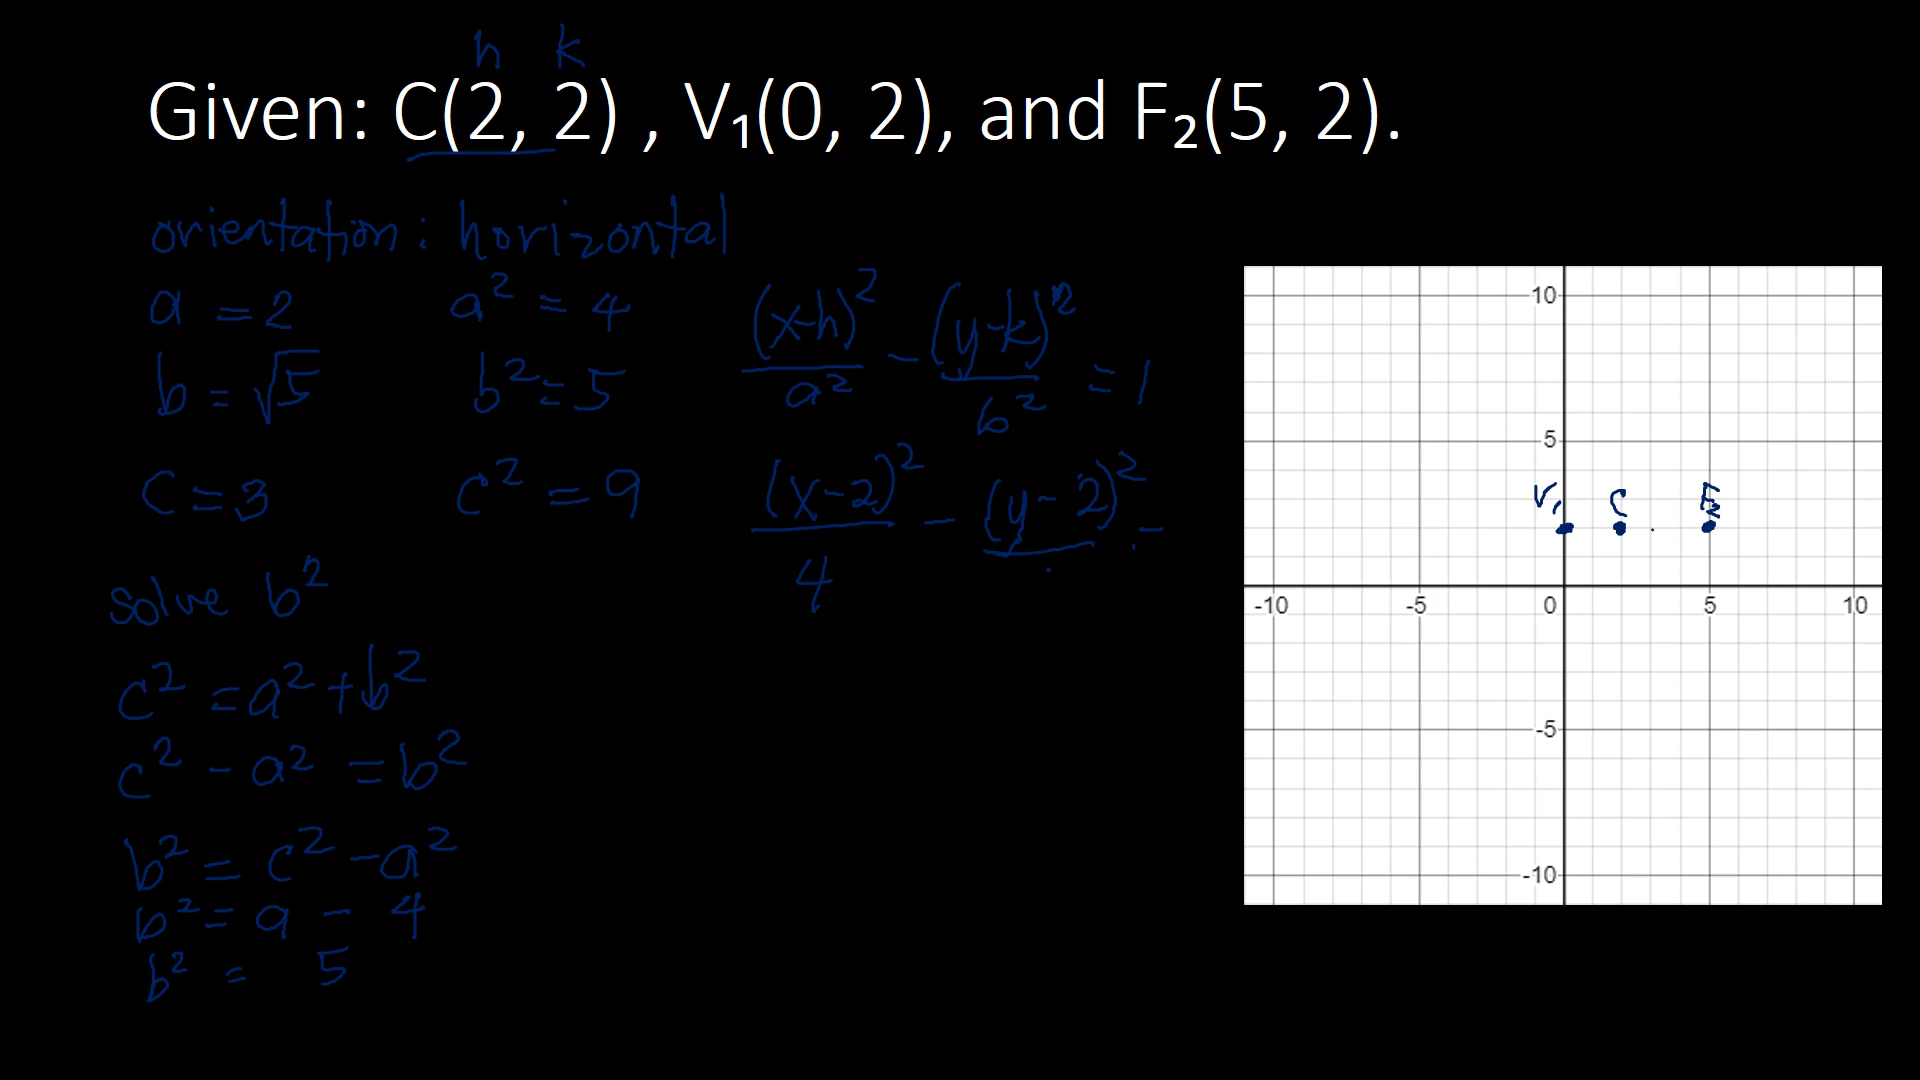 h k
Given: C(2, 2) , V₁(0, 2), and F₂(5, 2).
orientation: horizontal
a = 2 a² = 4
b = √5 b² = 5
c = 3 c² = 9
solve b²
c² = a² + b²
c² - a² = b²
b² = c² - a²
b² = 9 - 4
b² = 5
(x-h)²/a² - (y-k)²/b² = 1
(x-2)²/4 - (y-2)²
10
5
V₁ C F₂
-10 -5 0 5 10
-5
-10